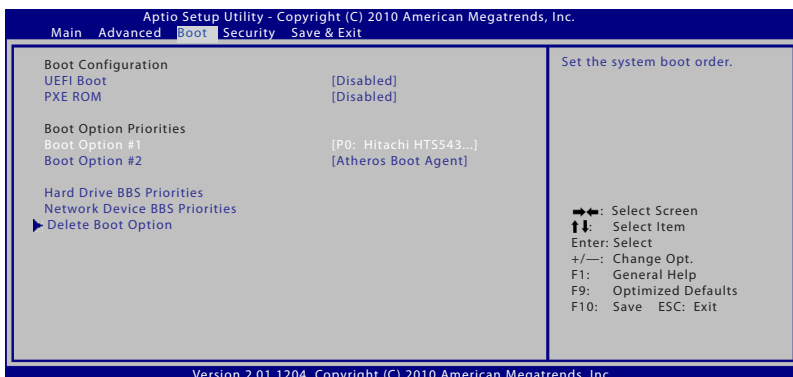 Aptio Setup Utility - Copyright (C) 2010 American Megatrends, Inc.
Main Advanced Boot Security Save & Exit
Boot Configuration
UEFI Boot [Disabled]
PXE ROM [Disabled]
Boot Option Priorities
Boot Option #1 [P0: Hitachi HTS543...]
Boot Option #2 [Atheros Boot Agent]
Hard Drive BBS Priorities
Network Device BBS Priorities
Delete Boot Option
Set the system boot order.
→←: Select Screen
↑↓: Select Item
Enter: Select
+/—: Change Opt.
F1: General Help
F9: Optimized Defaults
F10: Save ESC: Exit
Version 2.01.1204. Copyright (C) 2010 American Megatrends, Inc.